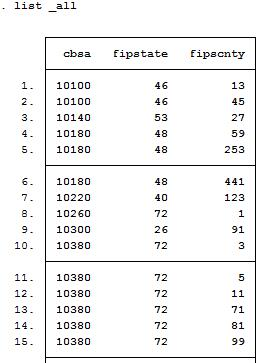 . list _all
cbsa fipstate fipscnty
1. 10100 46 13
2. 10100 46 45
3. 10140 53 27
4. 10180 48 59
5. 10180 48 253
6. 10180 48 441
7. 10220 40 123
8. 10260 72 1
9. 10300 26 91
10. 10380 72 3
11. 10380 72 5
12. 10380 72 11
13. 10380 72 71
14. 10380 72 81
15. 10380 72 99